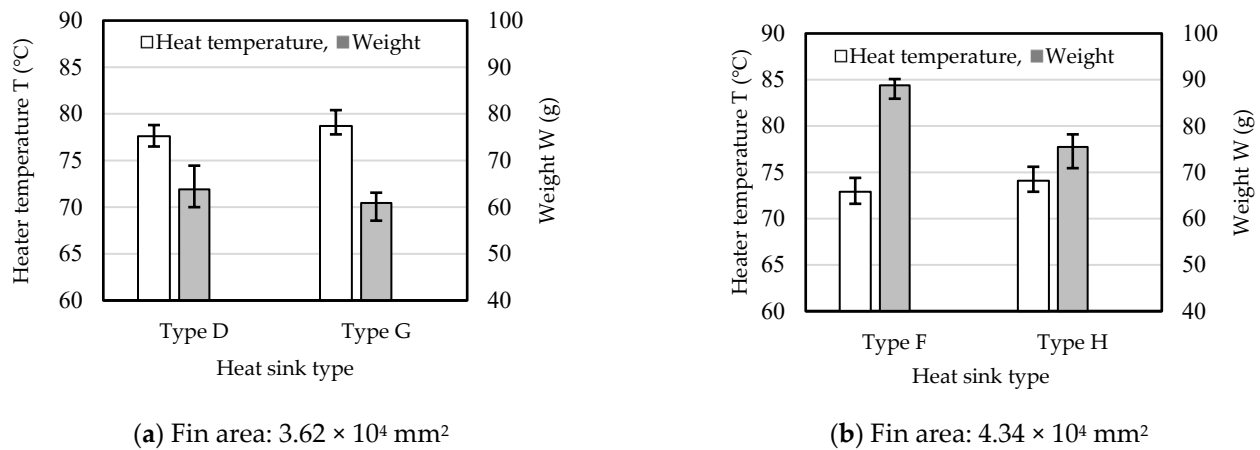 Heater temperature T (℃)
90
85
80
75
70
65
60
Heat temperature, Weight
100
90
80
70
60
50
40
Weight W (g)
Type D Type G
Heat sink type
(a) Fin area: 3.62 × 10⁴ mm²
Heater temperature T (℃)
90
85
80
75
70
65
60
Heat temperature, Weight
100
90
80
70
60
50
40
Weight W (g)
Type F Type H
Heat sink type
(b) Fin area: 4.34 × 10⁴ mm²